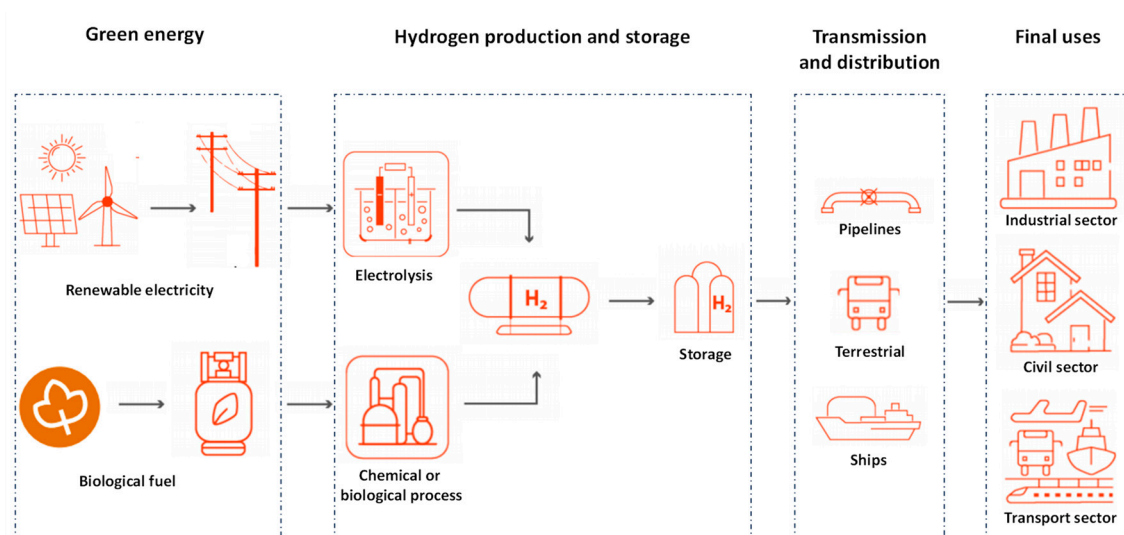 Green energy
Hydrogen production and storage
Transmission
and distribution
Final uses
Renewable electricity
Biological fuel
Electrolysis
Chemical or
biological process
H₂
Storage
H₂
Pipelines
Terrestrial
Ships
Industrial sector
Civil sector
Transport sector